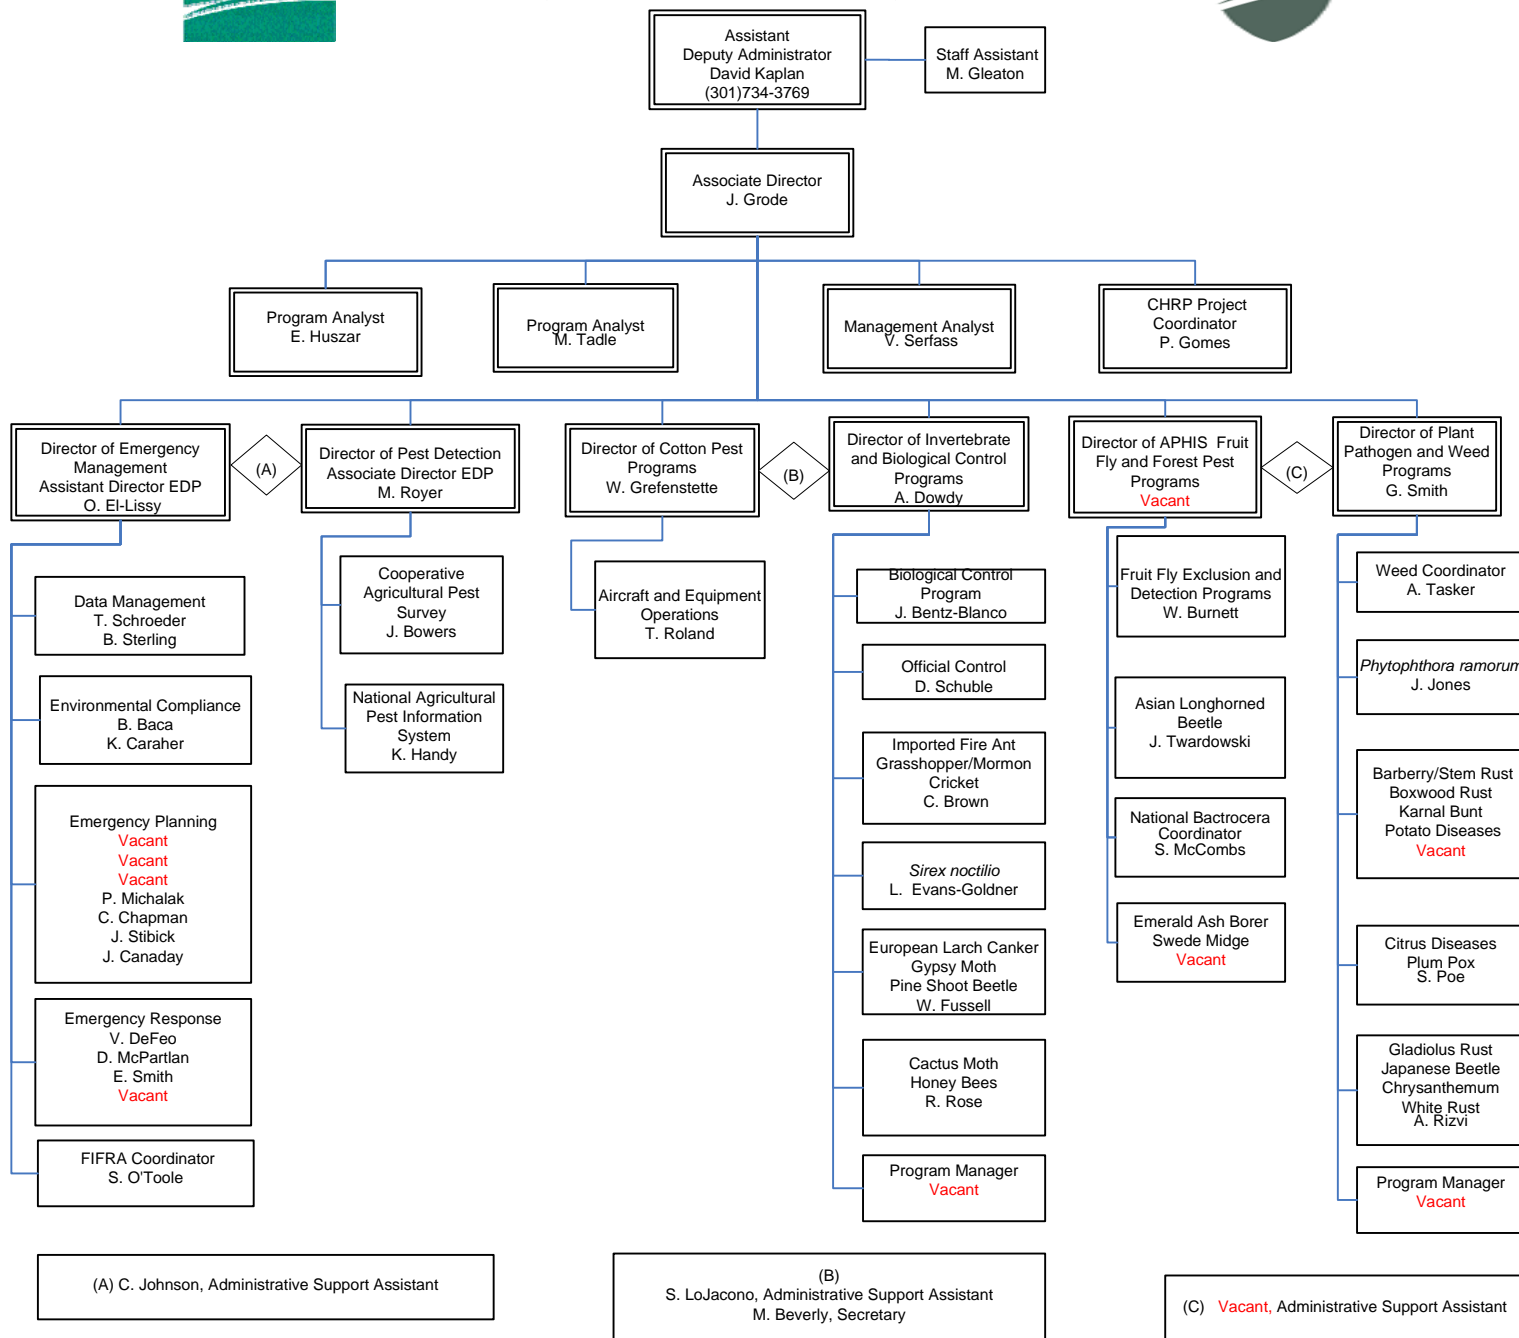 Assistant
Deputy Administrator
David Kaplan
(301)734-3769
Staff Assistant
M. Gleaton
Associate Director
J. Grode
Program Analyst
E. Huszar
Program Analyst
M. Tadle
Management Analyst
V. Serfass
CHRP Project
Coordinator
P. Gomes
Director of Emergency
Management
Assistant Director EDP
O. El-Lissy
(A)
Director of Pest Detection
Associate Director EDP
M. Royer
Director of Cotton Pest
Programs
W. Grefenstette
(B)
Director of Invertebrate
and Biological Control
Programs
A. Dowdy
Director of APHIS Fruit
Fly and Forest Pest
Programs
Vacant
(C)
Director of Plant
Pathogen and Weed
Programs
G. Smith
Data Management
T. Schroeder
B. Sterling
Environmental Compliance
B. Baca
K. Caraher
Emergency Planning
Vacant
Vacant
Vacant
P. Michalak
C. Chapman
J. Stibick
J. Canaday
Emergency Response
V. DeFeo
D. McPartlan
E. Smith
Vacant
FIFRA Coordinator
S. O'Toole
Cooperative
Agricultural Pest
Survey
J. Bowers
National Agricultural
Pest Information
System
K. Handy
Aircraft and Equipment
Operations
T. Roland
Biological Control
Program
J. Bentz-Blanco
Official Control
D. Schuble
Imported Fire Ant
Grasshopper/Mormon
Cricket
C. Brown
Sirex noctilio
L. Evans-Goldner
European Larch Canker
Gypsy Moth
Pine Shoot Beetle
W. Fussell
Cactus Moth
Honey Bees
R. Rose
Program Manager
Vacant
Fruit Fly Exclusion and
Detection Programs
W. Burnett
Asian Longhorned
Beetle
J. Twardowski
National Bactrocera
Coordinator
S. McCombs
Emerald Ash Borer
Swede Midge
Vacant
Weed Coordinator
A. Tasker
Phytophthora ramorum
J. Jones
Barberry/Stem Rust
Boxwood Rust
Karnal Bunt
Potato Diseases
Vacant
Citrus Diseases
Plum Pox
S. Poe
Gladiolus Rust
Japanese Beetle
Chrysanthemum
White Rust
A. Rizvi
Program Manager
Vacant
(A) C. Johnson, Administrative Support Assistant
(B)
S. LoJacono, Administrative Support Assistant
M. Beverly, Secretary
(C) Vacant, Administrative Support Assistant